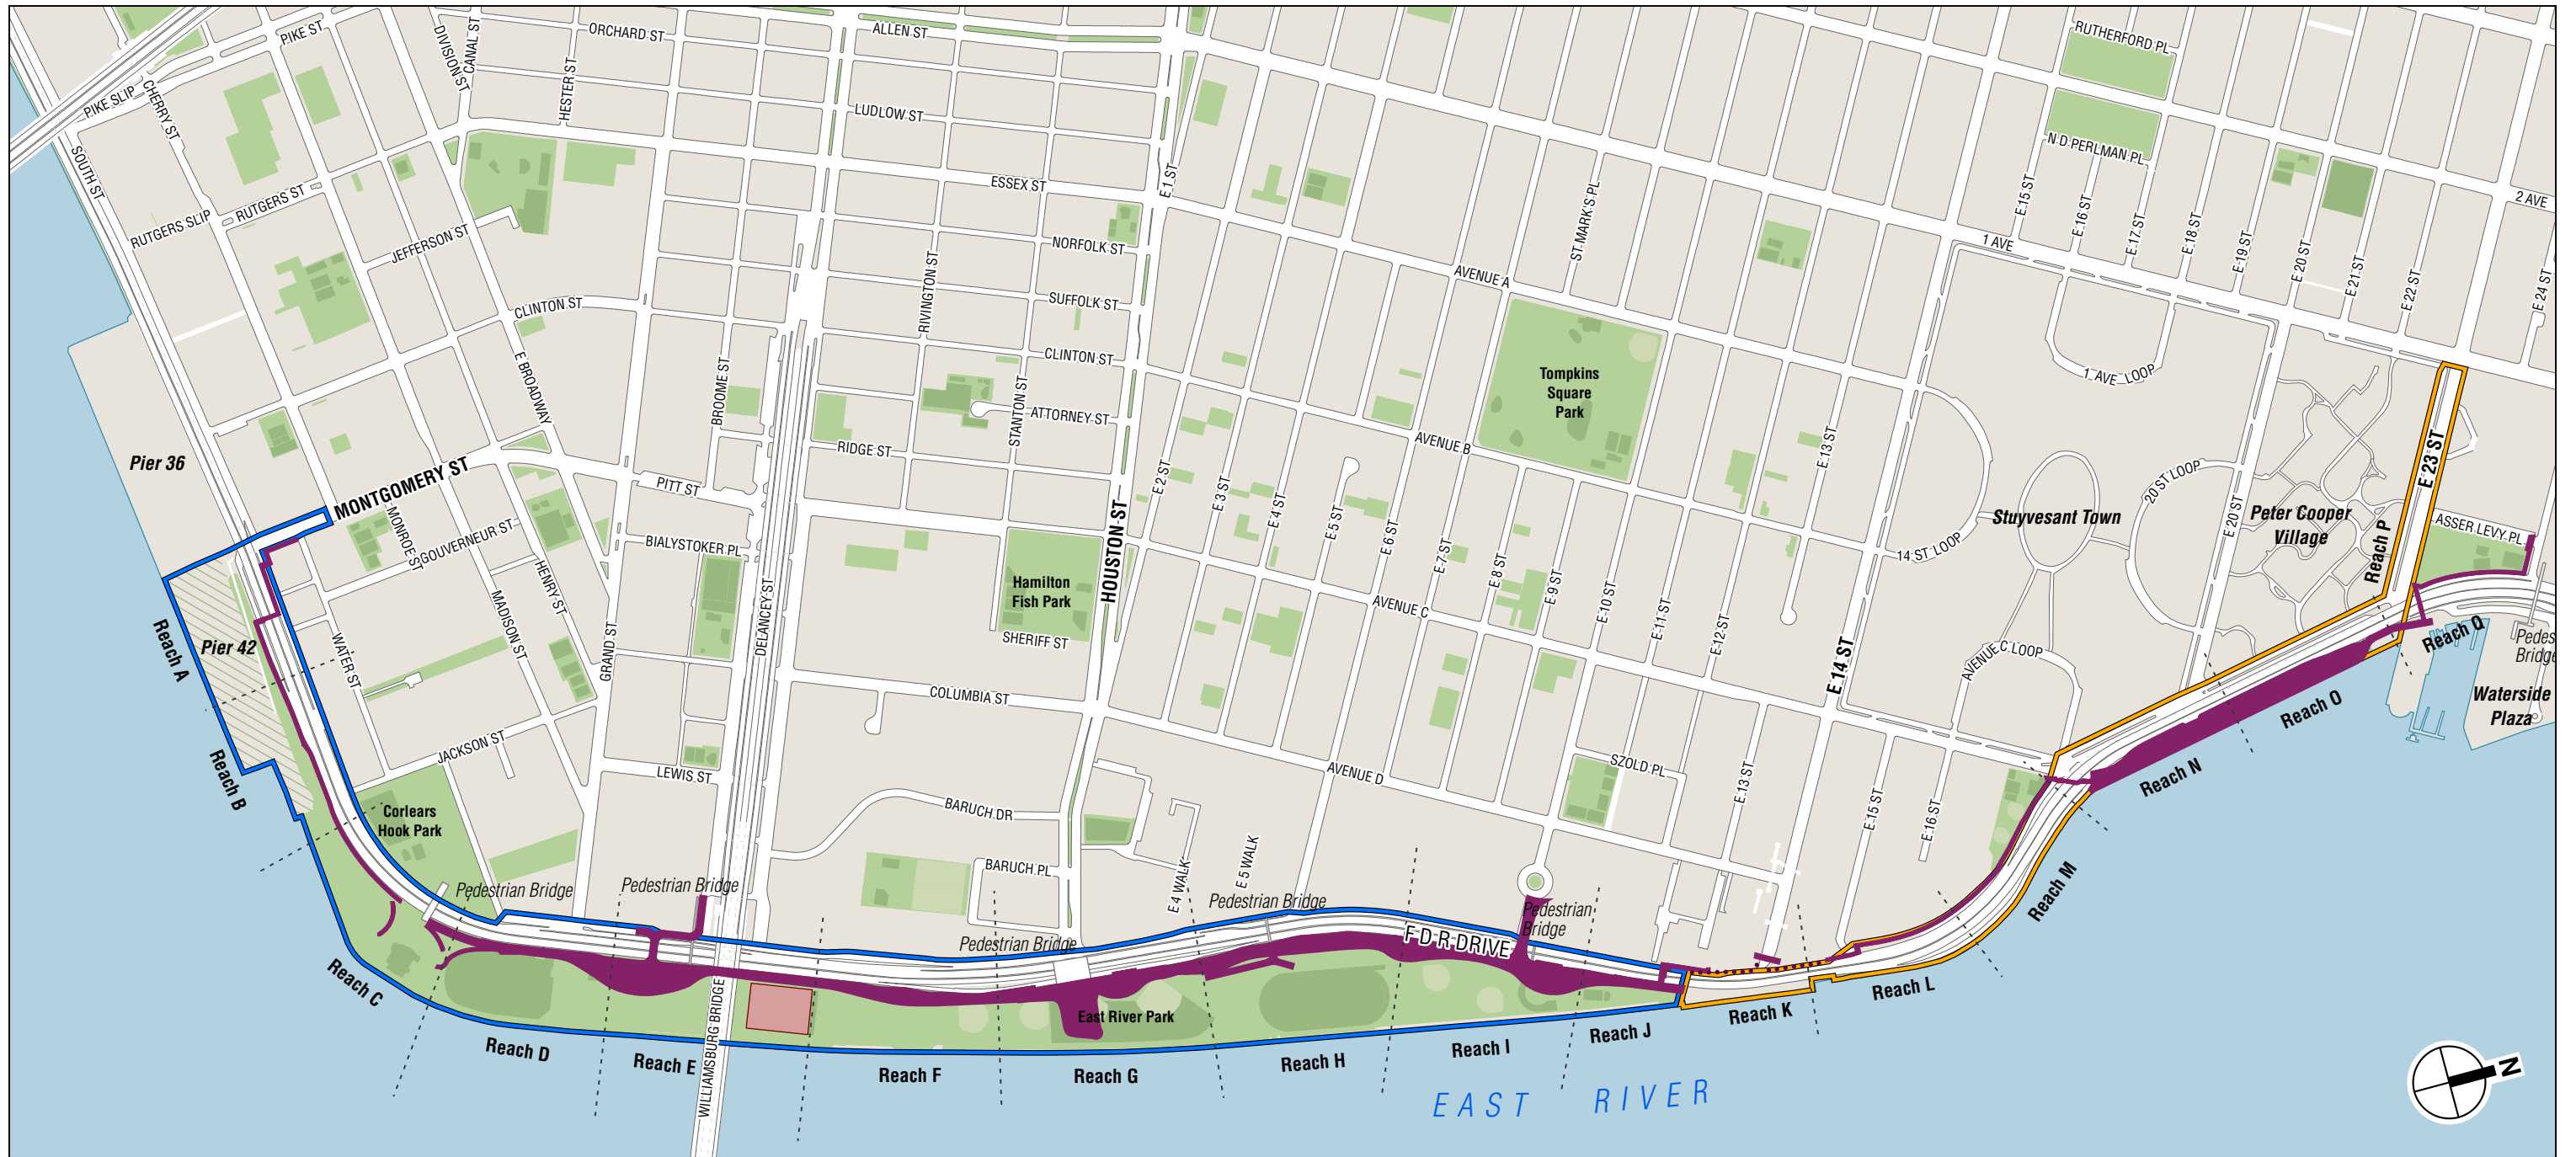 PIKE ST
DIVISION ST
CANAL ST
ORCHARD ST
ALLEN ST
RUTHERFORD PL
PIKE SLIP
CHERRY ST
HESTER ST
LUDLOW ST
N D PERLMAN PL
SOUTH ST
ESSEX ST
E 1 ST
ST MARK'S PL
E 15 ST
E 16 ST
E 17 ST
E 18 ST
E 19 ST
E 20 ST
E 21 ST
E 22 ST
E 24 ST
2 AVE
RUTGERS SLIP
RUTGERS ST
JEFFERSON ST
NORFOLK ST
1 AVE
AVENUE A
RIVINGTON ST
SUFFOLK ST
CLINTON ST
CLINTON ST
E BROADWAY
BROOME ST
STANTON ST
ATTORNEY ST
Tompkins
Square
Park
1 AVE LOOP
RIDGE ST
AVENUE B
E 13 ST
Pier 36
MONTGOMERY ST
PITT ST
E 2 ST
E 3 ST
E 4 ST
E 5 ST
E 6 ST
E 7 ST
E 8 ST
E 9 ST
E 10 ST
E 11 ST
E 12 ST
20 ST LOOP
E 20 ST
E 23 ST
Stuyvesant Town
Peter Cooper
Village
Reach P
ASSER LEVY PL
MONROE ST
GOUVERNEUR ST
HENRY ST
BIALYSTOKER PL
HOUSTON ST
14 ST LOOP
Hamilton
Fish Park
AVENUE C
SHERIFF ST
MADISON ST
GRAND ST
DELANCEY ST
WATER ST
Reach A
Pier 42
E 14 ST
AVENUE C LOOP
Reach Q
Pedes
Bridge
Waterside
Plaza
COLUMBIA ST
Reach O
JACKSON ST
LEWIS ST
AVENUE D
SZOLD PL
E 13 ST
E 15 ST
E 16 ST
Reach N
Reach B
Corlears
Hook Park
BARUCH DR
BARUCH PL
E 4 WALK
E 5 WALK
Pedestrian Bridge
Pedestrian Bridge
Pedestrian Bridge
Pedestrian Bridge
Pedestrian
Bridge
F D R DRIVE
Reach M
Reach C
WILLIAMSBURG BRIDGE
East River Park
Reach L
Reach K
Reach J
Reach D
Reach E
Reach F
Reach G
Reach H
Reach I
EAST RIVER
N